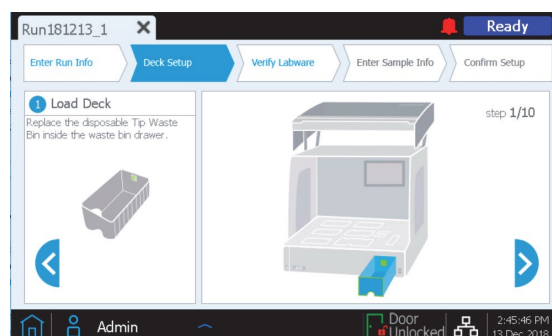 Run181213_1
Ready
Enter Run Info
Deck Setup
Verify Labware
Enter Sample Info
Confirm Setup
1 Load Deck
Replace the disposable Tip Waste
Bin inside the waste bin drawer.
step 1/10
Admin
Door
Unlocked
2:45:46 PM
13 Dec 2018